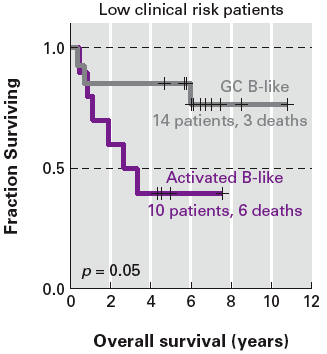 Low clinical risk patients
1.0
GC B-like
14 patients, 3 deaths
0.5
Activated B-like
10 patients, 6 deaths
p = 0.05
0.0
0 2 4 6 8 10 12
Fraction Surviving
Overall survival (years)